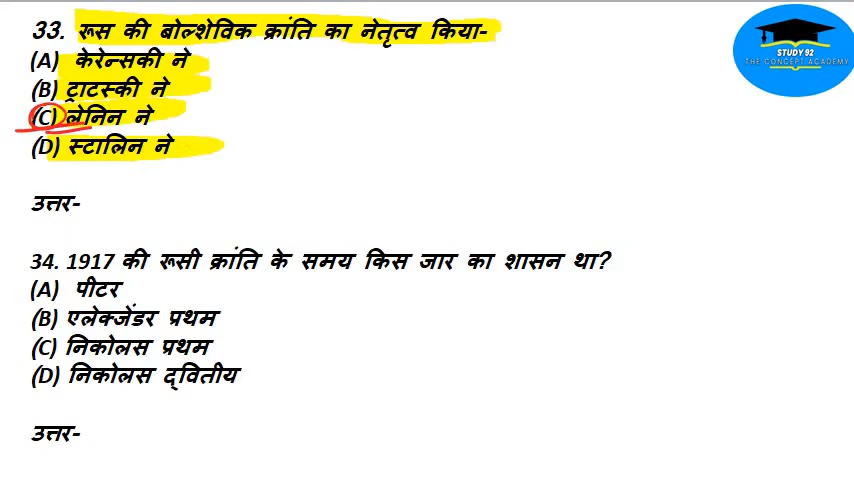 33. रूस की बोल्शेविक क्रांति का नेतृत्व किया-
(A) केरेन्सकी ने
(B) ट्राटस्की ने
(C) लेनिन ने
(D) स्टालिन ने
उत्तर-
34. 1917 की रूसी क्रांति के समय किस जार का शासन था?
(A) पीटर
(B) एलेक्जेंडर प्रथम
(C) निकोलस प्रथम
(D) निकोलस द्वितीय
उत्तर-
STUDY 92
THE CONCEPT ACADEMY